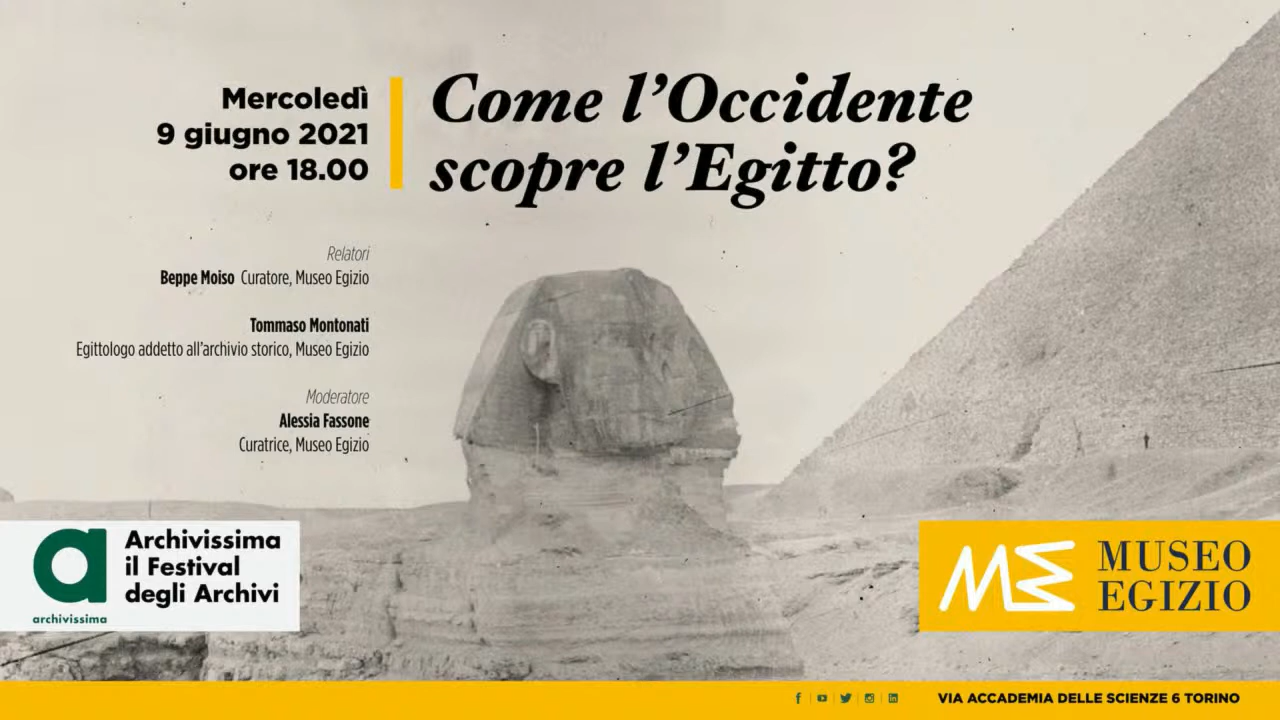 Mercoledì
9 giugno 2021
ore 18.00
Come l'Occidente
scopre l'Egitto?
Relatori
Beppe Moiso Curatore, Museo Egizio
Tommaso Montonati
Egittologo addetto all'archivio storico, Museo Egizio
Moderatore
Alessia Fassone
Curatrice, Museo Egizio
a
archivissima
Archivissima
il Festival
degli Archivi
ME
MUSEO
EGIZIO
VIA ACCADEMIA DELLE SCIENZE 6 TORINO